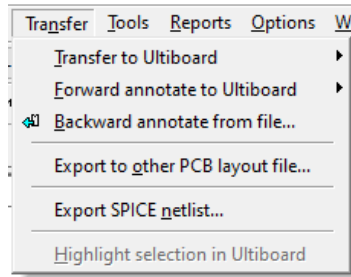 Transfer Tools Reports Options W
Transfer to Ultiboard
Forward annotate to Ultiboard
Backward annotate from file...
Export to other PCB layout file...
Export SPICE netlist...
Highlight selection in Ultiboard